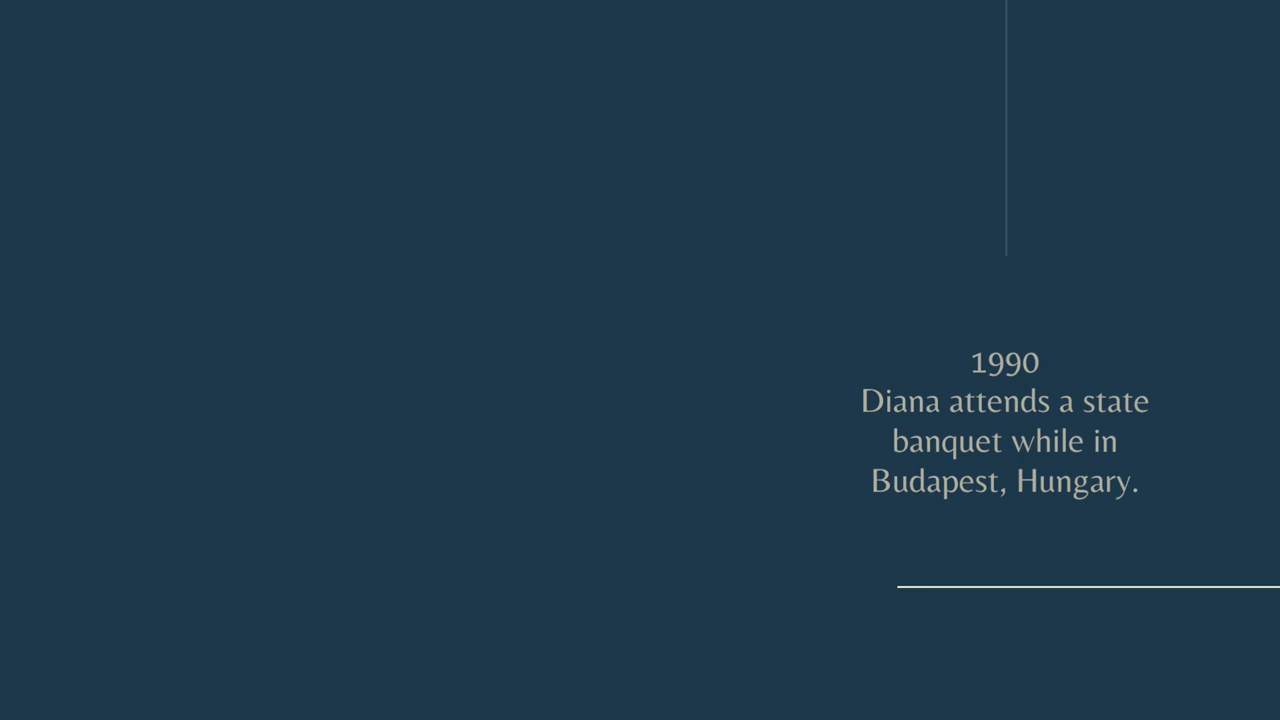 1990
Diana attends a state
banquet while in
Budapest, Hungary.